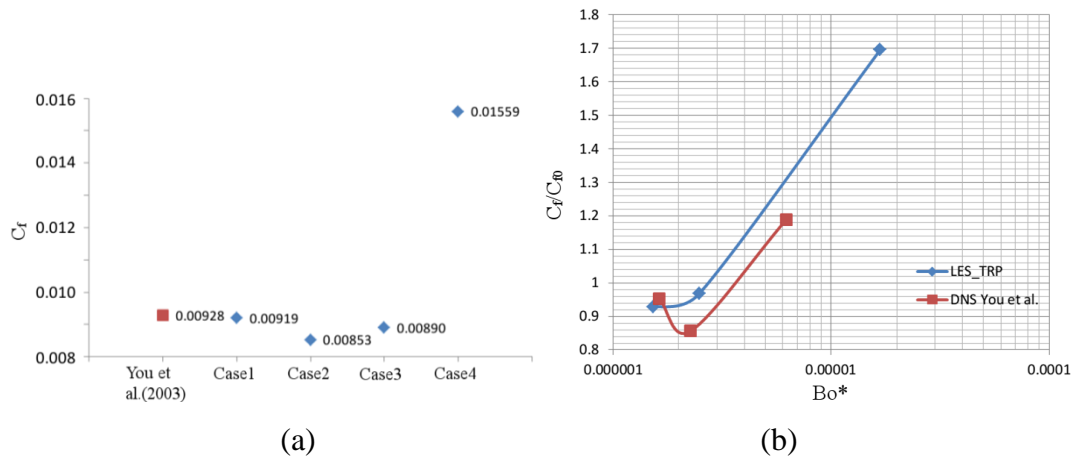 0.016
0.014
0.012
0.010
0.008
Cf
0.00928
0.00919
0.00853
0.00890
0.01559
You et
al.(2003)
Case1
Case2
Case3
Case4
(a)
1.8
1.7
1.6
1.5
1.4
1.3
1.2
1.1
1
0.9
0.8
Cf/Cf0
LES_TRP
DNS You et al.
0.000001
0.00001
0.0001
Bo*
(b)